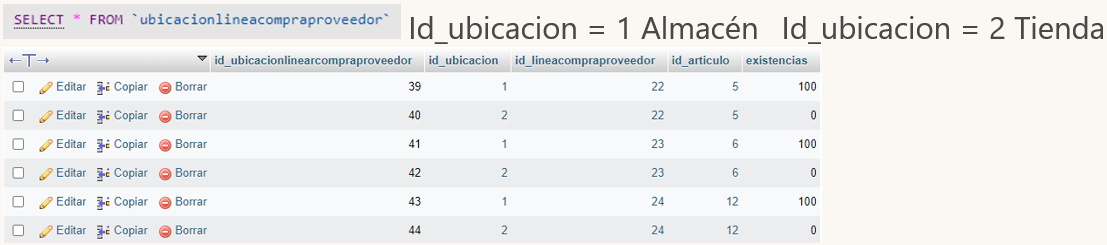 SELECT * FROM `ubicacionlineacompraproveedor` Id_ubicacion = 1 Almacén Id_ubicacion = 2 Tienda
←T→ id_ubicacionlinearcompraproveedor id_ubicacion id_lineacompraproveedor id_articulo existencias
Editar Copiar Borrar 39 1 22 5 100
Editar Copiar Borrar 40 2 22 5 0
Editar Copiar Borrar 41 1 23 6 100
Editar Copiar Borrar 42 2 23 6 0
Editar Copiar Borrar 43 1 24 12 100
Editar Copiar Borrar 44 2 24 12 0